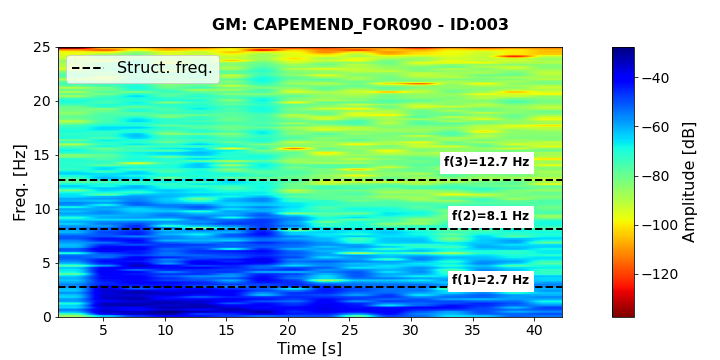 GM: CAPEMEND_FOR090 - ID:003
25
20
15
10
5
0
Freq. [Hz]
Struct. freq.
f(3)=12.7 Hz
f(2)=8.1 Hz
f(1)=2.7 Hz
5 10 15 20 25 30 35 40
Time [s]
−40
−60
−80
−100
−120
Amplitude [dB]